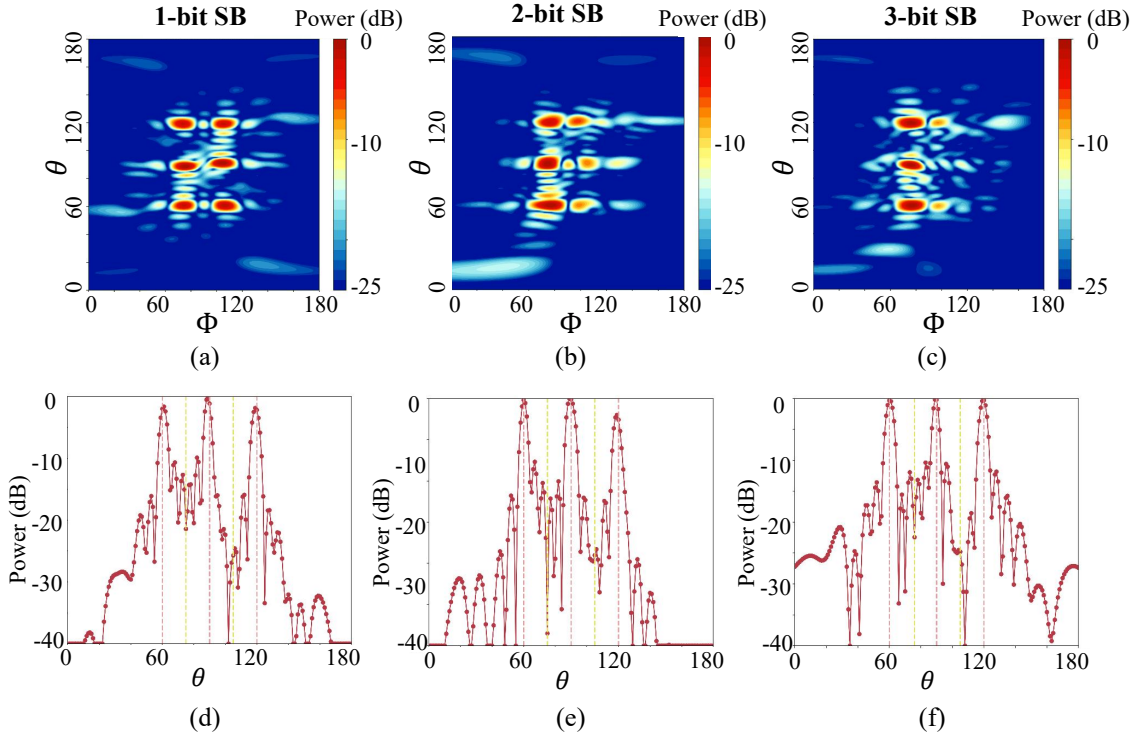 1-bit SB Power (dB) 2-bit SB Power (dB) 3-bit SB Power (dB)
180 0 180 0 180 0
120 -10 120 -10 120 -10
θ θ θ
60 60 60
0 -25 0 -25 0 -25
0 60 120 180 0 60 120 180 0 60 120 180
Φ Φ Φ
(a) (b) (c)
0 0 0
-10 -10 -10
Power (dB) Power (dB) Power (dB)
-20 -20 -20
-30 -30 -30
-40 -40 -40
0 60 120 180 0 60 120 180 0 60 120 180
θ θ θ
(d) (e) (f)